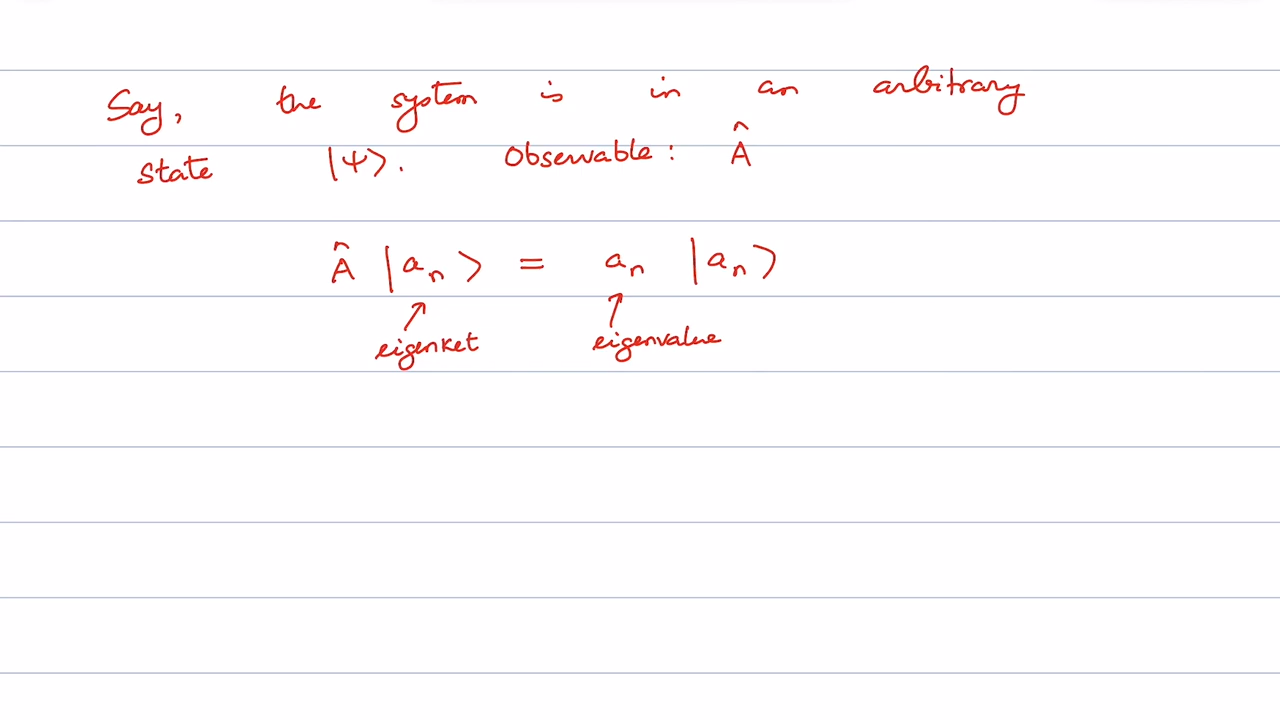 Say, the system is in an arbitrary
state |ψ⟩. Observable: Â
Â |aₙ⟩ = aₙ |aₙ⟩
eigenket eigenvalue